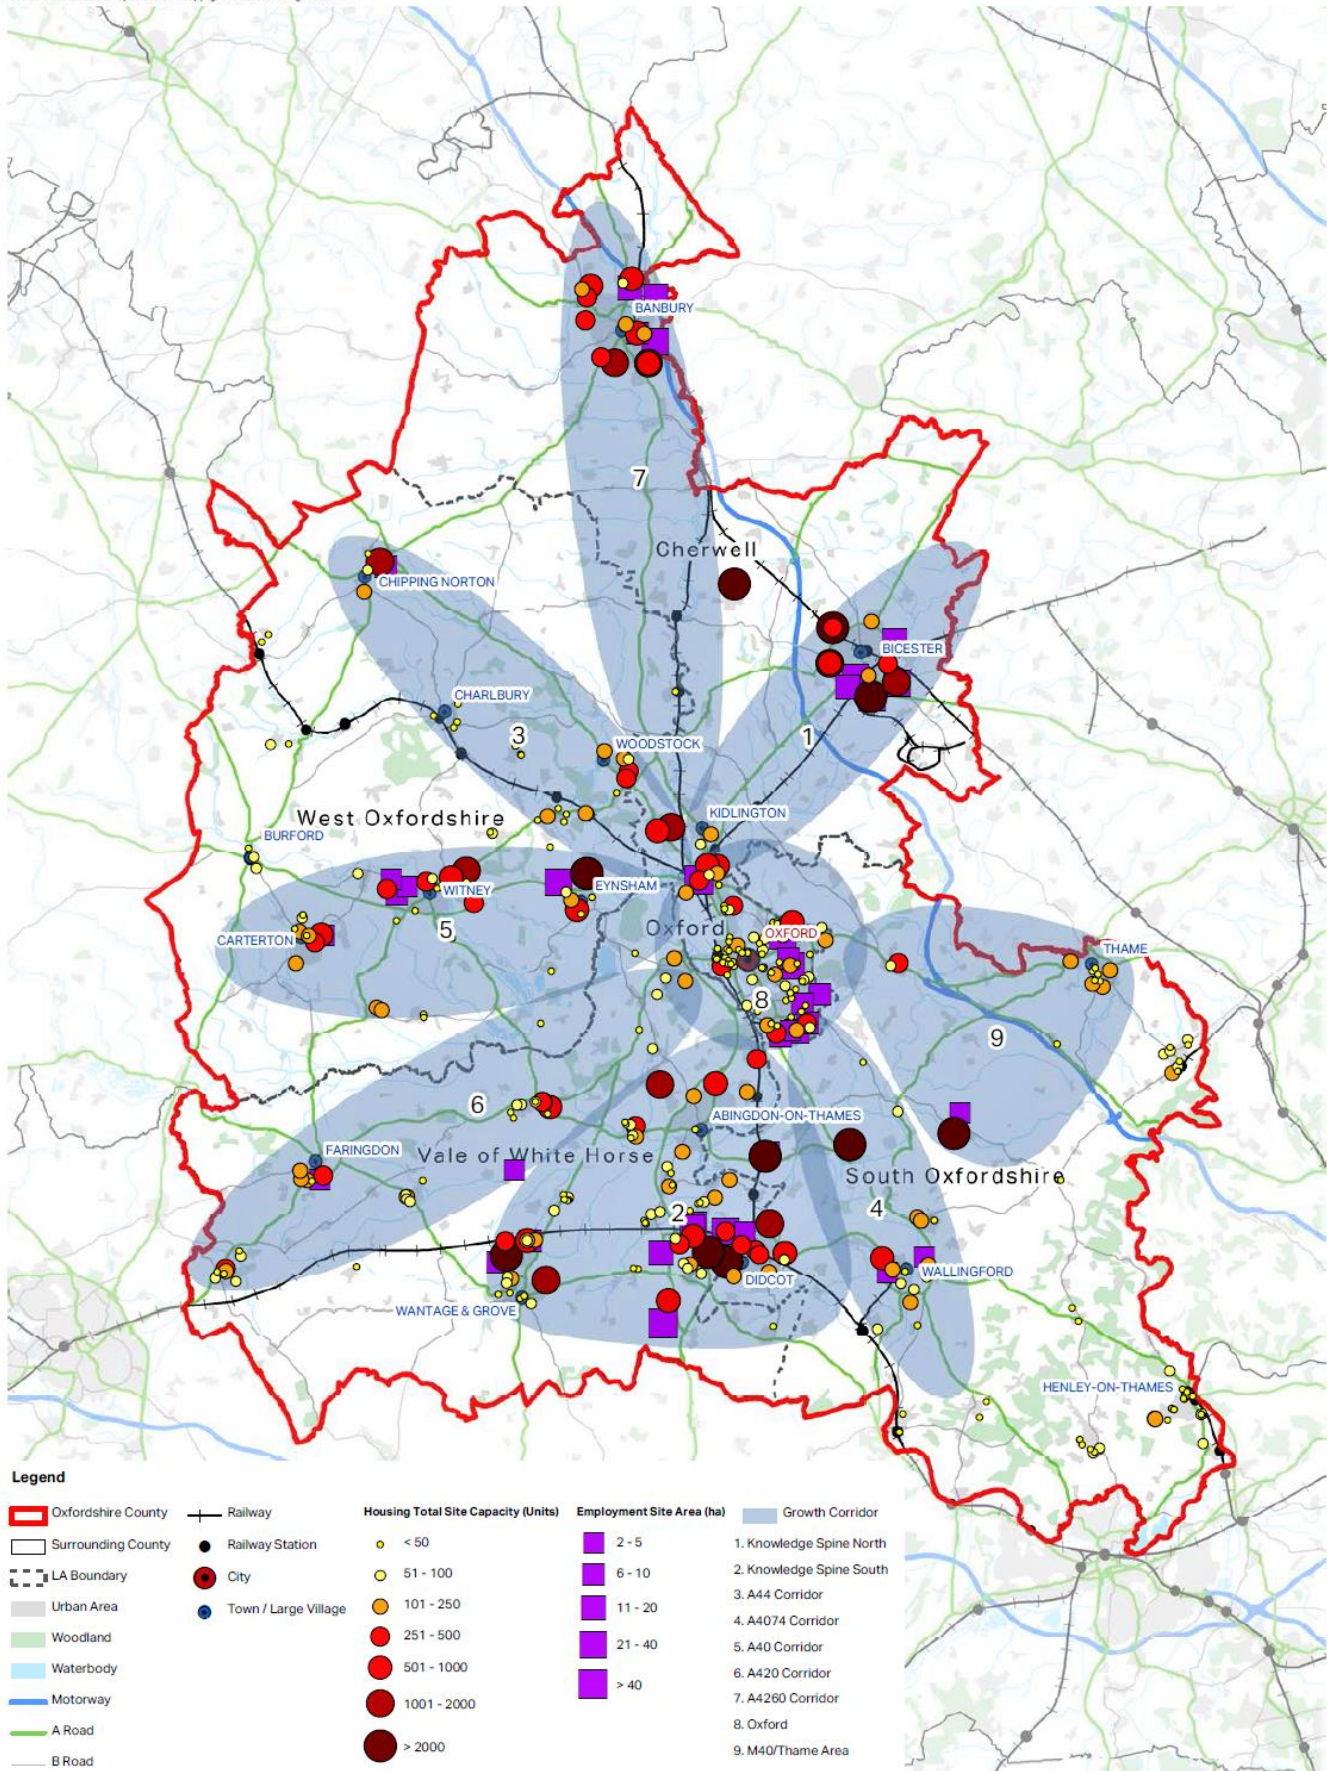 BANBURY
7
Cherwell
CHIPPING NORTON
BICESTER
CHARLBURY
3
WOODSTOCK
1
West Oxfordshire
KIDLINGTON
BURFORD
WITNEY
EYNSHAM
5
Oxford
OXFORD
CARTERTON
THAME
8
9
6
ABINGDON-ON-THAMES
FARINGDON
Vale of White Horse
South Oxfordshire
2
4
WALLINGFORD
DIDCOT
WANTAGE & GROVE
HENLEY-ON-THAMES
Legend
Oxfordshire County
Surrounding County
LA Boundary
Urban Area
Woodland
Waterbody
Motorway
A Road
B Road
Railway
Railway Station
City
Town / Large Village
Housing Total Site Capacity (Units)
< 50
51 - 100
101 - 250
251 - 500
501 - 1000
1001 - 2000
> 2000
Employment Site Area (ha)
2 - 5
6 - 10
11 - 20
21 - 40
> 40
Growth Corridor
1. Knowledge Spine North
2. Knowledge Spine South
3. A44 Corridor
4. A4074 Corridor
5. A40 Corridor
6. A420 Corridor
7. A4260 Corridor
8. Oxford
9. M40/Thame Area